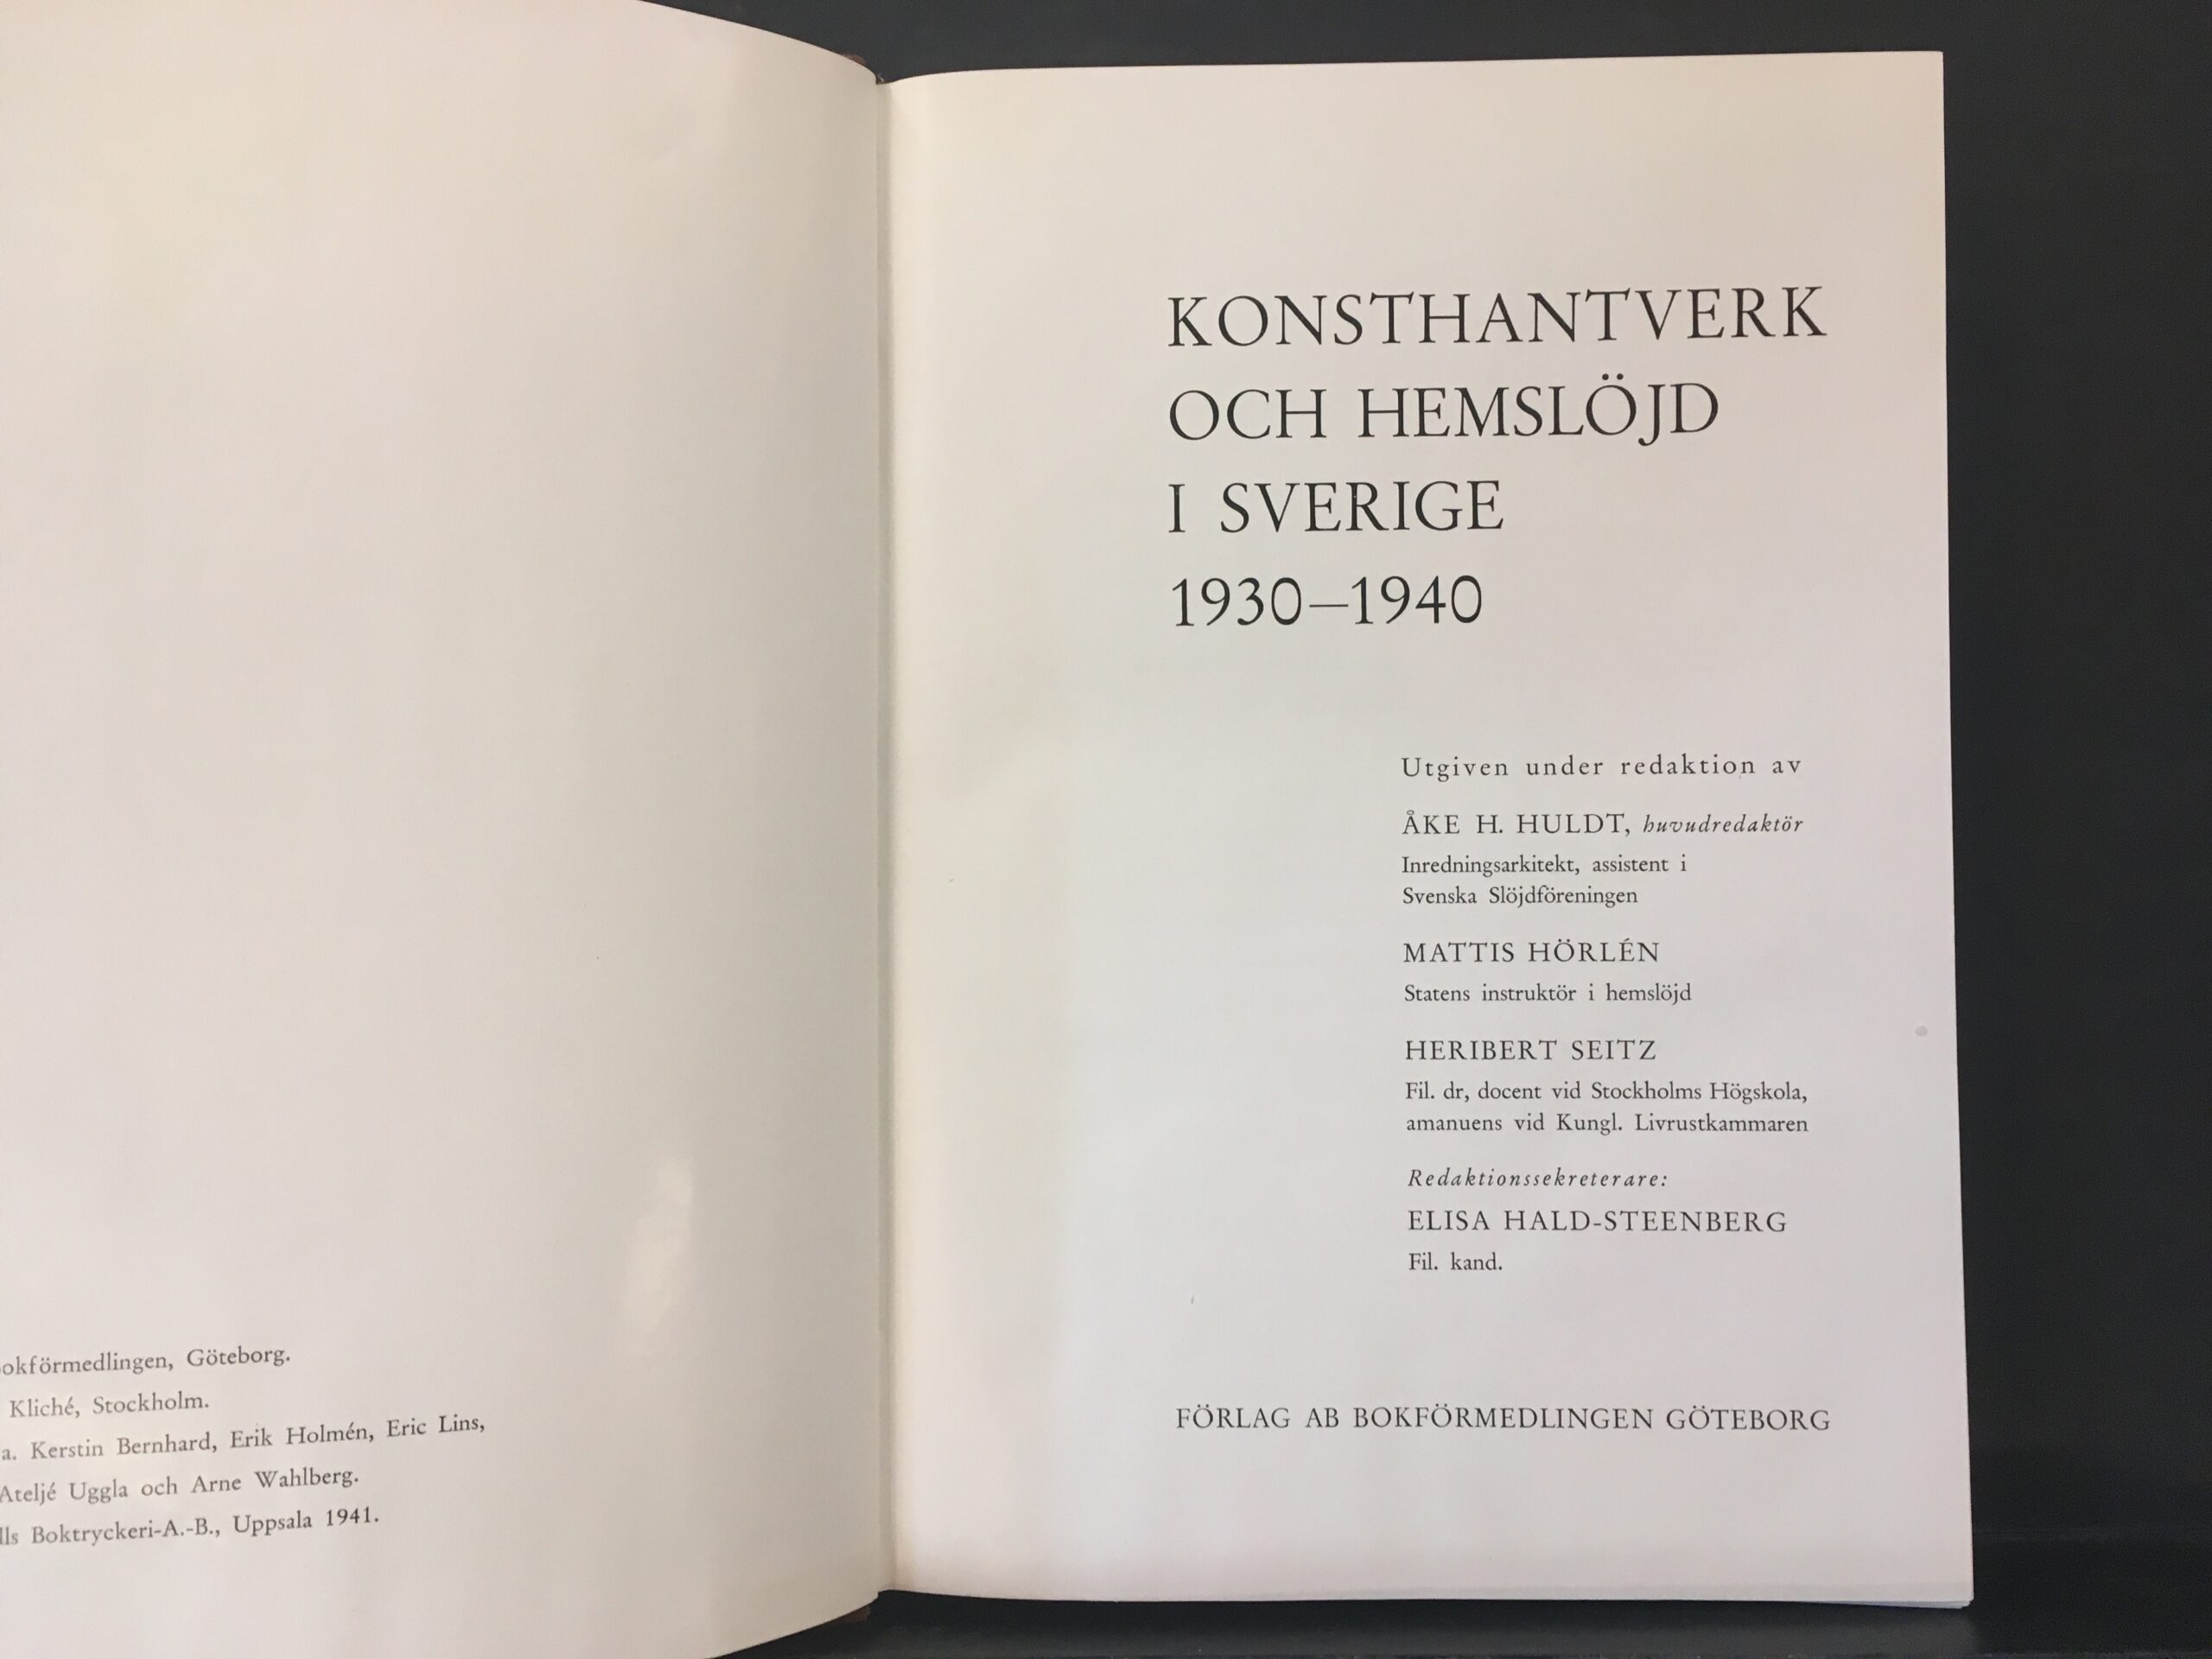 Göteborg.
Kliché, Stockholm.
a. Kerstin Bernhard, Erik Holmén, Eric Lins,
Ateljé Uggla och Arne Wahlberg.
Boktryckeri-A.-B., Uppsala 1941.
KONSTHANTVERK
OCH HEMSLÖJD
I SVERIGE
1930—1940
Utgiven under redaktion av
ÅKE H. HULDT, huvudredaktör
Inredningsarkitekt, assistent i
Svenska Slöjdföreningen
MATTIS HÖRLÉN
Statens instruktör i hemslöjd
HERIBERT SEITZ
Fil. dr, docent vid Stockholms Högskola,
amanuens vid Kungl. Livrustkammaren
Redaktionssekreterare:
ELISA HALD-STEENBERG
Fil. kand.
FÖRLAG AB BOKFÖRMEDLINGEN GÖTEBORG